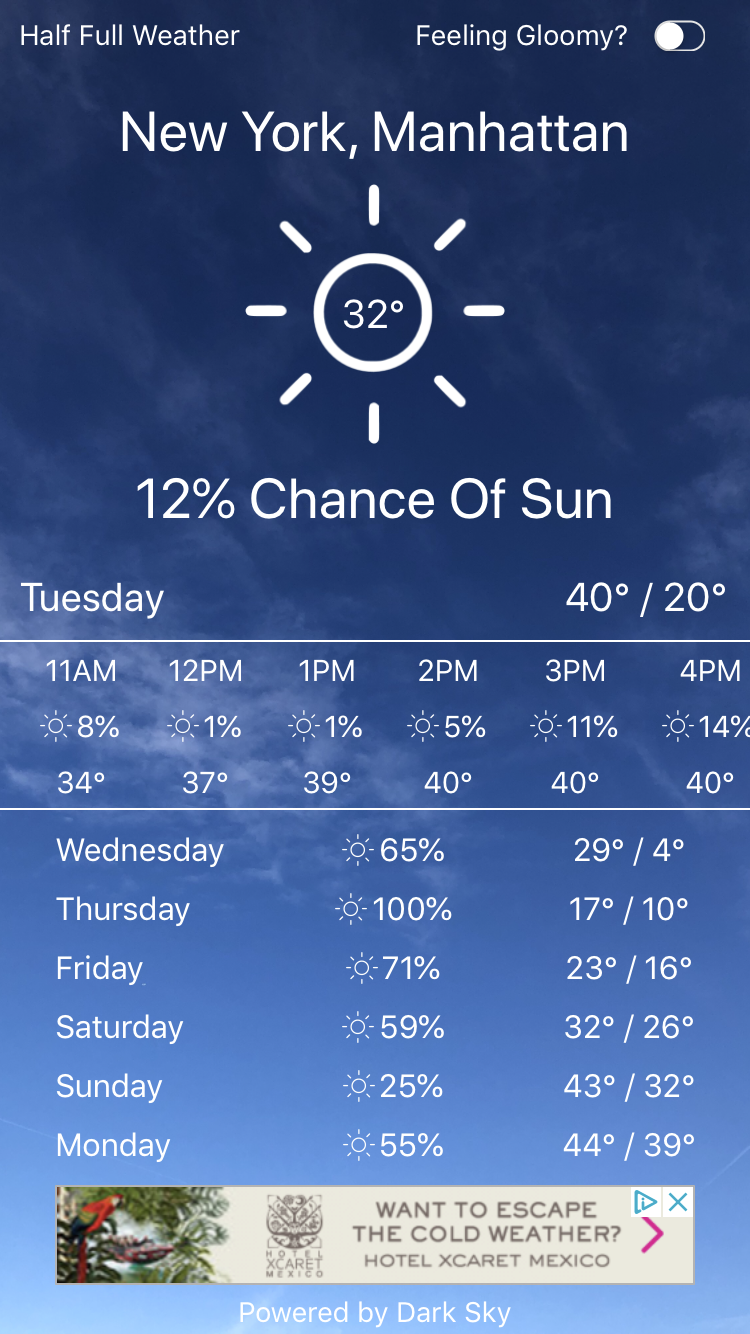 Half Full Weather Feeling Gloomy?
New York, Manhattan
32°
12% Chance Of Sun
Tuesday 40° / 20°
11AM 12PM 1PM 2PM 3PM 4PM
8% 1% 1% 5% 11% 14%
34° 37° 39° 40° 40° 40°
Wednesday 65% 29° / 4°
Thursday 100% 17° / 10°
Friday 71% 23° / 16°
Saturday 59% 32° / 26°
Sunday 25% 43° / 32°
Monday 55% 44° / 39°
HOTEL
XCARET
MEXICO
WANT TO ESCAPE
THE COLD WEATHER?
HOTEL XCARET MEXICO
Powered by Dark Sky